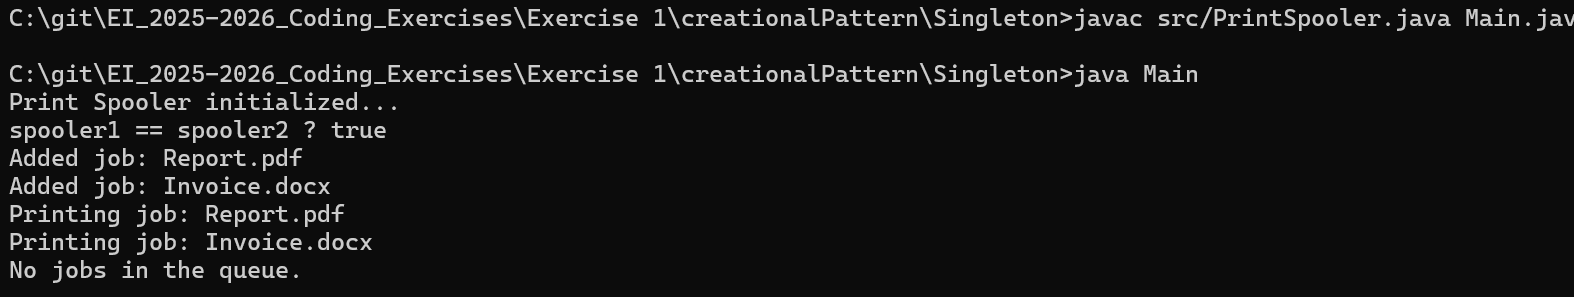 C:\git\EI_2025-2026_Coding_Exercises\Exercise 1\creationalPattern\Singleton>javac src/PrintSpooler.java Main.jav
C:\git\EI_2025-2026_Coding_Exercises\Exercise 1\creationalPattern\Singleton>java Main
Print Spooler initialized...
spooler1 == spooler2 ? true
Added job: Report.pdf
Added job: Invoice.docx
Printing job: Report.pdf
Printing job: Invoice.docx
No jobs in the queue.